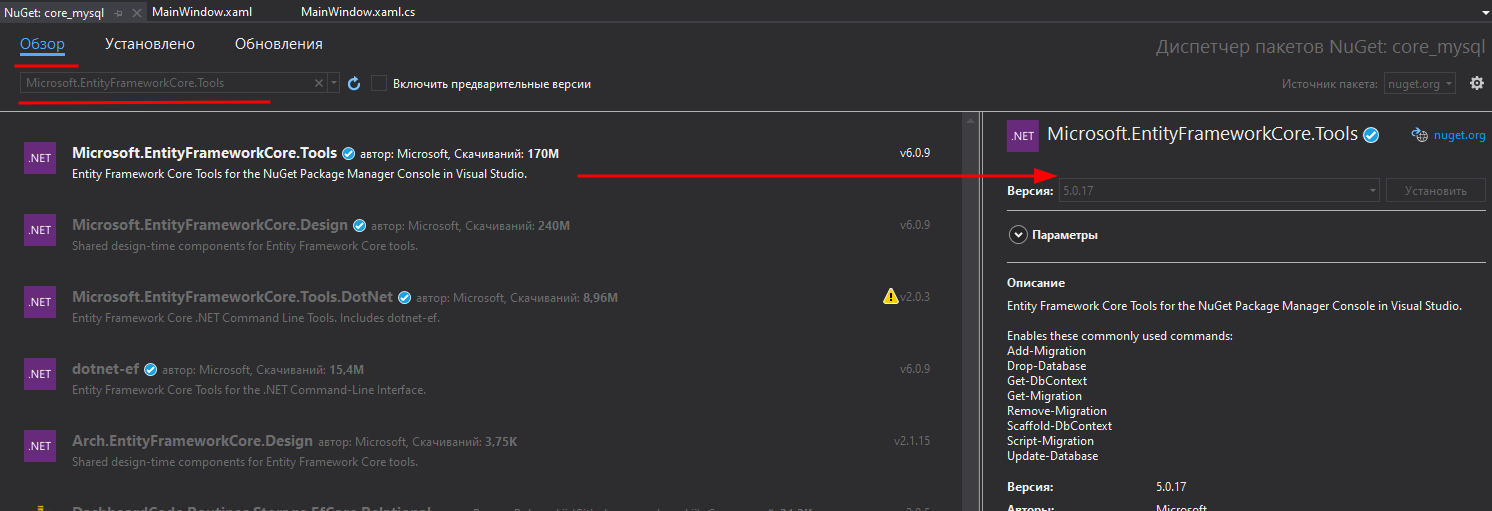 NuGet: core_mysql
MainWindow.xaml
MainWindow.xaml.cs
Обзор
Установлено
Обновления
Диспетчер пакетов NuGet: core_mysql
Microsoft.EntityFrameworkCore.Tools
Включить предварительные версии
Источник пакета: nuget.org
.NET
Microsoft.EntityFrameworkCore.Tools автор: Microsoft, Скачиваний: 170M
v6.0.9
Entity Framework Core Tools for the NuGet Package Manager Console in Visual Studio.
.NET
Microsoft.EntityFrameworkCore.Design автор: Microsoft, Скачиваний: 240M
v6.0.9
Shared design-time components for Entity Framework Core tools.
.NET
Microsoft.EntityFrameworkCore.Tools.DotNet автор: Microsoft, Скачиваний: 8,96M
v2.0.3
Entity Framework Core .NET Command Line Tools. Includes dotnet-ef.
.NET
dotnet-ef автор: Microsoft, Скачиваний: 15,4M
v6.0.9
Entity Framework Core Tools for the .NET Command-Line Interface.
.NET
Arch.EntityFrameworkCore.Design автор: Microsoft, Скачиваний: 3,75K
v2.1.15
Shared design-time components for Entity Framework Core tools.
.NET
Microsoft.EntityFrameworkCore.Tools
nuget.org
Версия: 5.0.17
Установить
Параметры
Описание
Entity Framework Core Tools for the NuGet Package Manager Console in Visual Studio.
Enables these commonly used commands:
Add-Migration
Drop-Database
Get-DbContext
Get-Migration
Remove-Migration
Scaffold-DbContext
Script-Migration
Update-Database
Версия: 5.0.17
Авторы: Microsoft